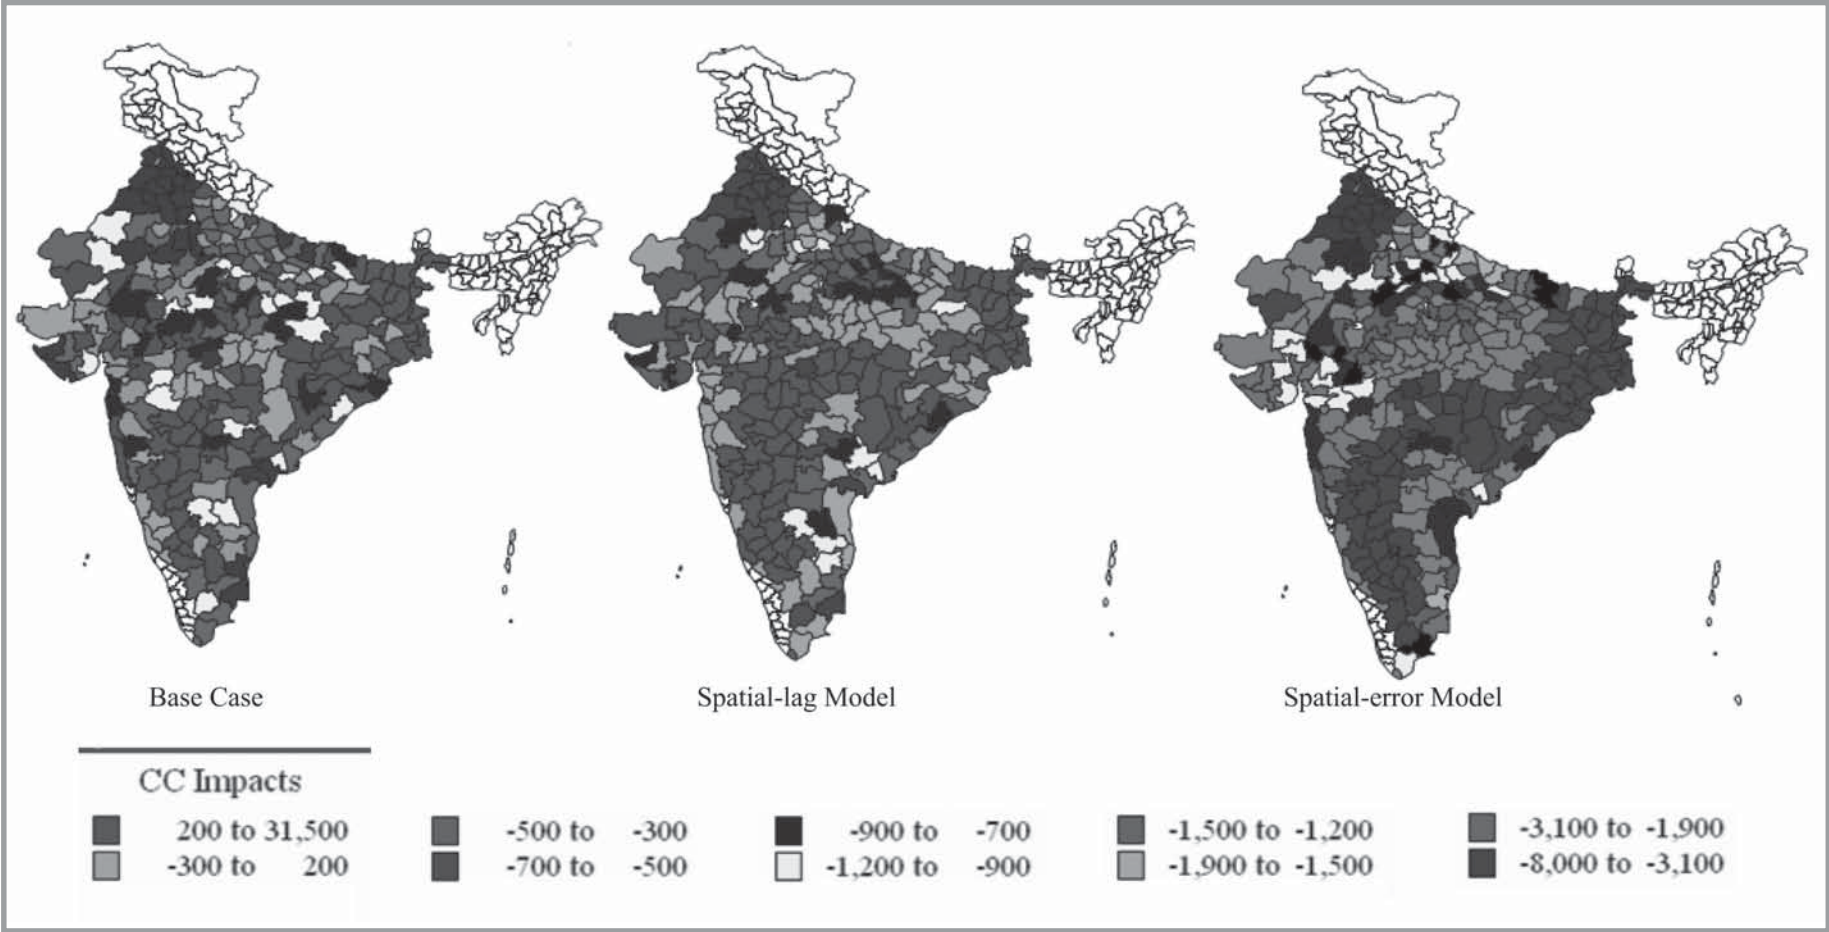 Base Case
Spatial-lag Model
Spatial-error Model
CC Impacts
200 to 31,500
-300 to 200
-500 to -300
-700 to -500
-900 to -700
-1,200 to -900
-1,500 to -1,200
-1,900 to -1,500
-3,100 to -1,900
-8,000 to -3,100